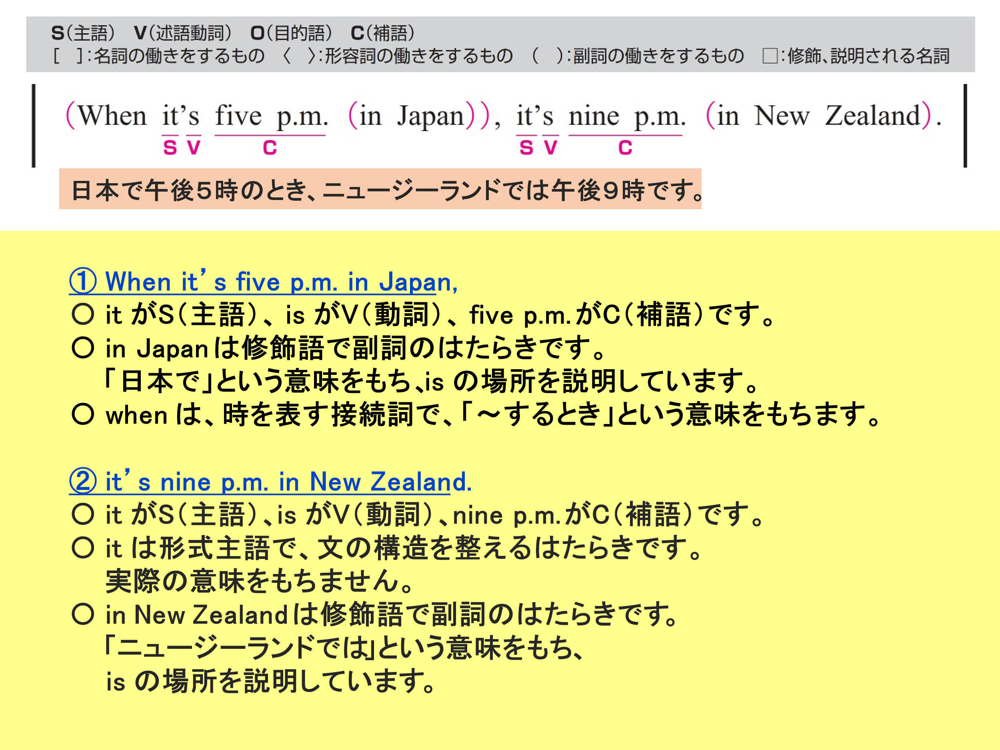 S(主語) V(述語動詞) O(目的語) C(補語)
[ ]:名詞の働きをするもの 〈 〉:形容詞の働きをするもの ( ):副詞の働きをするもの □:修飾、説明される名詞
(When it's five p.m. (in Japan)), it's nine p.m. (in New Zealand).
S V C S V C
日本で午後5時のとき、ニュージーランドでは午後9時です。
① When it’s five p.m. in Japan,
○ it がS(主語)、 is がV(動詞)、 five p.m.がC(補語)です。
○ in Japanは修飾語で副詞のはたらきです。
「日本で」という意味をもち、is の場所を説明しています。
○ when は、時を表す接続詞で、「～するとき」という意味をもちます。
② it’s nine p.m. in New Zealand.
○ it がS(主語)、is がV(動詞)、nine p.m.がC(補語)です。
○ it は形式主語で、文の構造を整えるはたらきです。
実際の意味をもちません。
○ in New Zealandは修飾語で副詞のはたらきです。
「ニュージーランドでは」という意味をもち、
is の場所を説明しています。